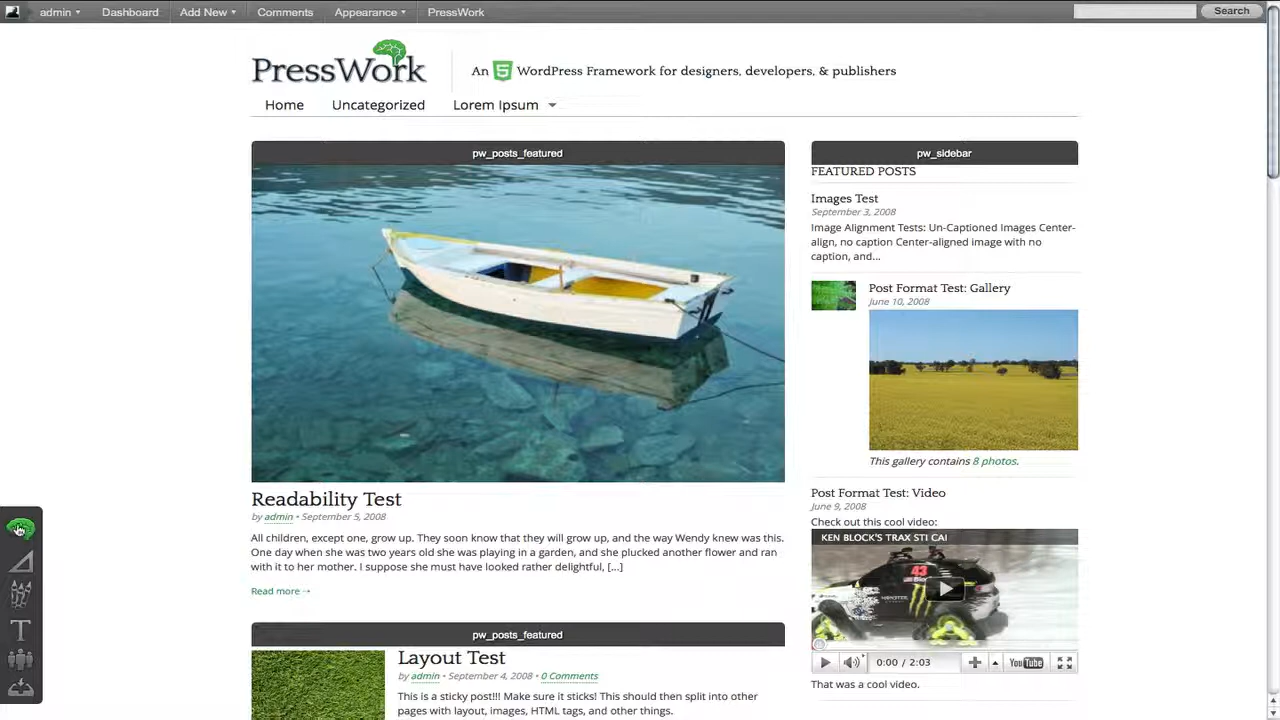 admin Dashboard Add New Comments Appearance PressWork Search
PressWork
An 5 WordPress Framework for designers, developers, & publishers
Home Uncategorized Lorem Ipsum
pw_posts_featured
Readability Test
by admin • September 5, 2008
All children, except one, grow up. They soon know that they will grow up, and the way Wendy knew was this.
One day when she was two years old she was playing in a garden, and she plucked another flower and ran
with it to her mother. I suppose she must have looked rather delightful, [...]
Read more →
pw_posts_featured
Layout Test
by admin • September 4, 2008 • 0 Comments
This is a sticky post!!! Make sure it sticks! This should then split into other
pages with layout, images, HTML tags, and other things.
pw_sidebar
FEATURED POSTS
Images Test
September 3, 2008
Image Alignment Tests: Un-Captioned Images Center-
align, no caption Center-aligned image with no
caption, and...
Post Format Test: Gallery
June 10, 2008
This gallery contains 8 photos.
Post Format Test: Video
June 9, 2008
Check out this cool video:
KEN BLOCK'S TRAX STI CAI
43
0:00 / 2:03
YouTube
That was a cool video.
T